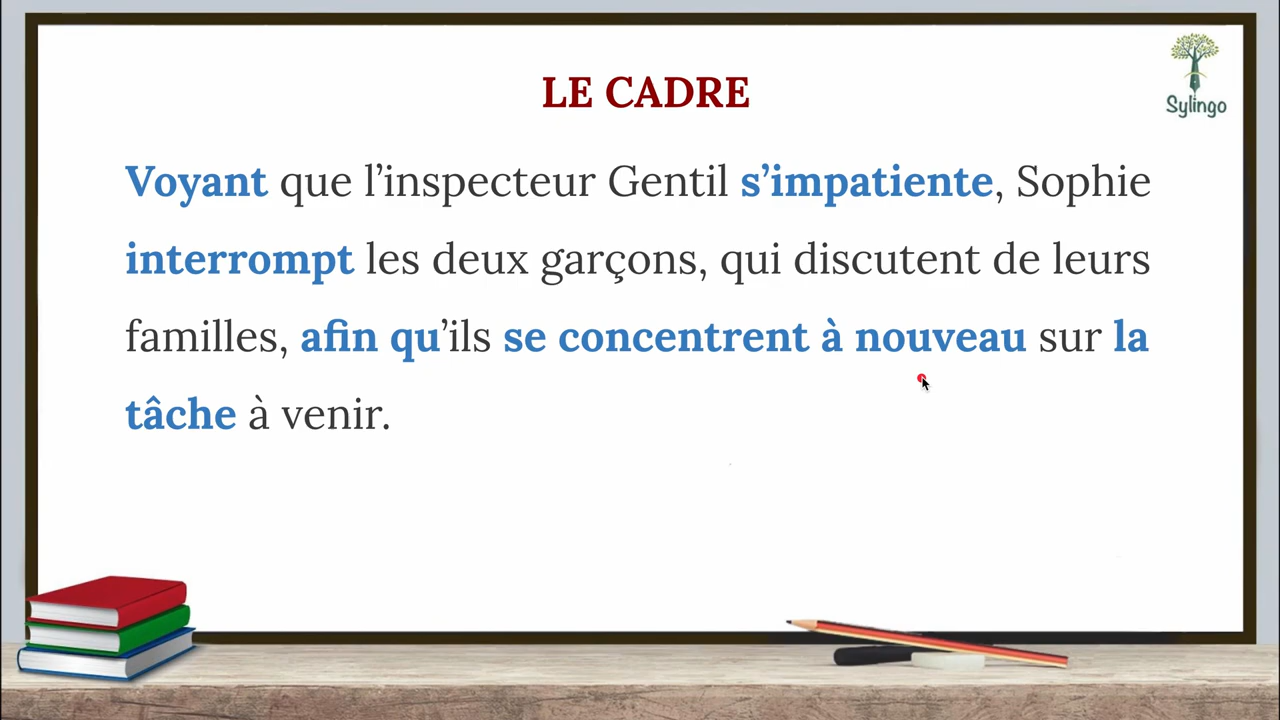 LE CADRE
Sylingo
Voyant que l’inspecteur Gentil s’impatiente, Sophie
interrompt les deux garçons, qui discutent de leurs
familles, afin qu’ils se concentrent à nouveau sur la
tâche à venir.